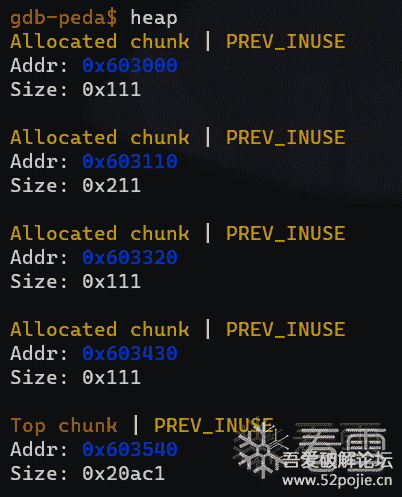 gdb-peda$ heap
Allocated chunk | PREV_INUSE
Addr: 0x603000
Size: 0x111
Allocated chunk | PREV_INUSE
Addr: 0x603110
Size: 0x211
Allocated chunk | PREV_INUSE
Addr: 0x603320
Size: 0x111
Allocated chunk | PREV_INUSE
Addr: 0x603430
Size: 0x111
Top chunk | PREV_INUSE
Addr: 0x603540
Size: 0x20ac1
看雪
吾爱破解论坛
www.52pojie.cn